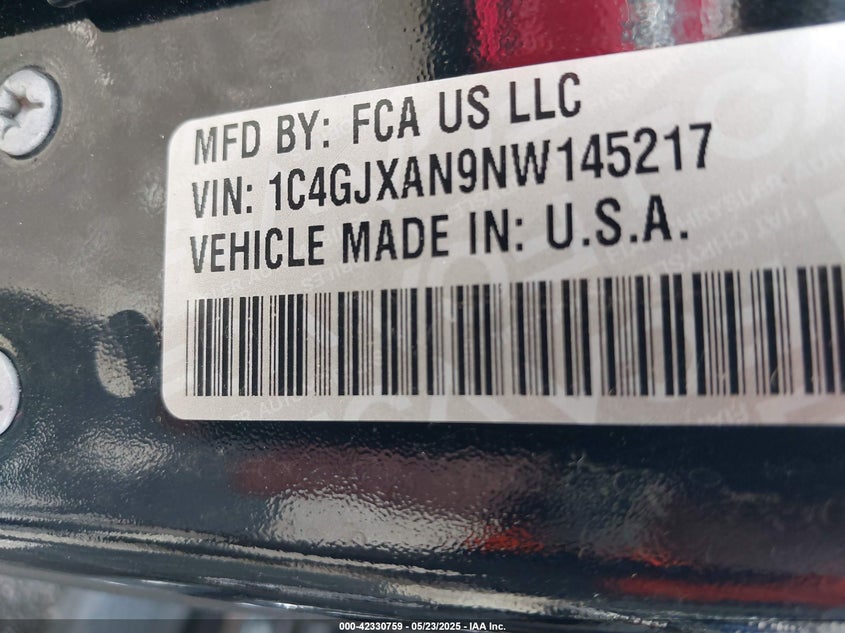 MFD BY: FCA US LLC
VIN: 1C4GJXAN9NW145217
VEHICLE MADE IN: U.S.A.
000-42330759 — 05/23/2025 — IAA Inc.